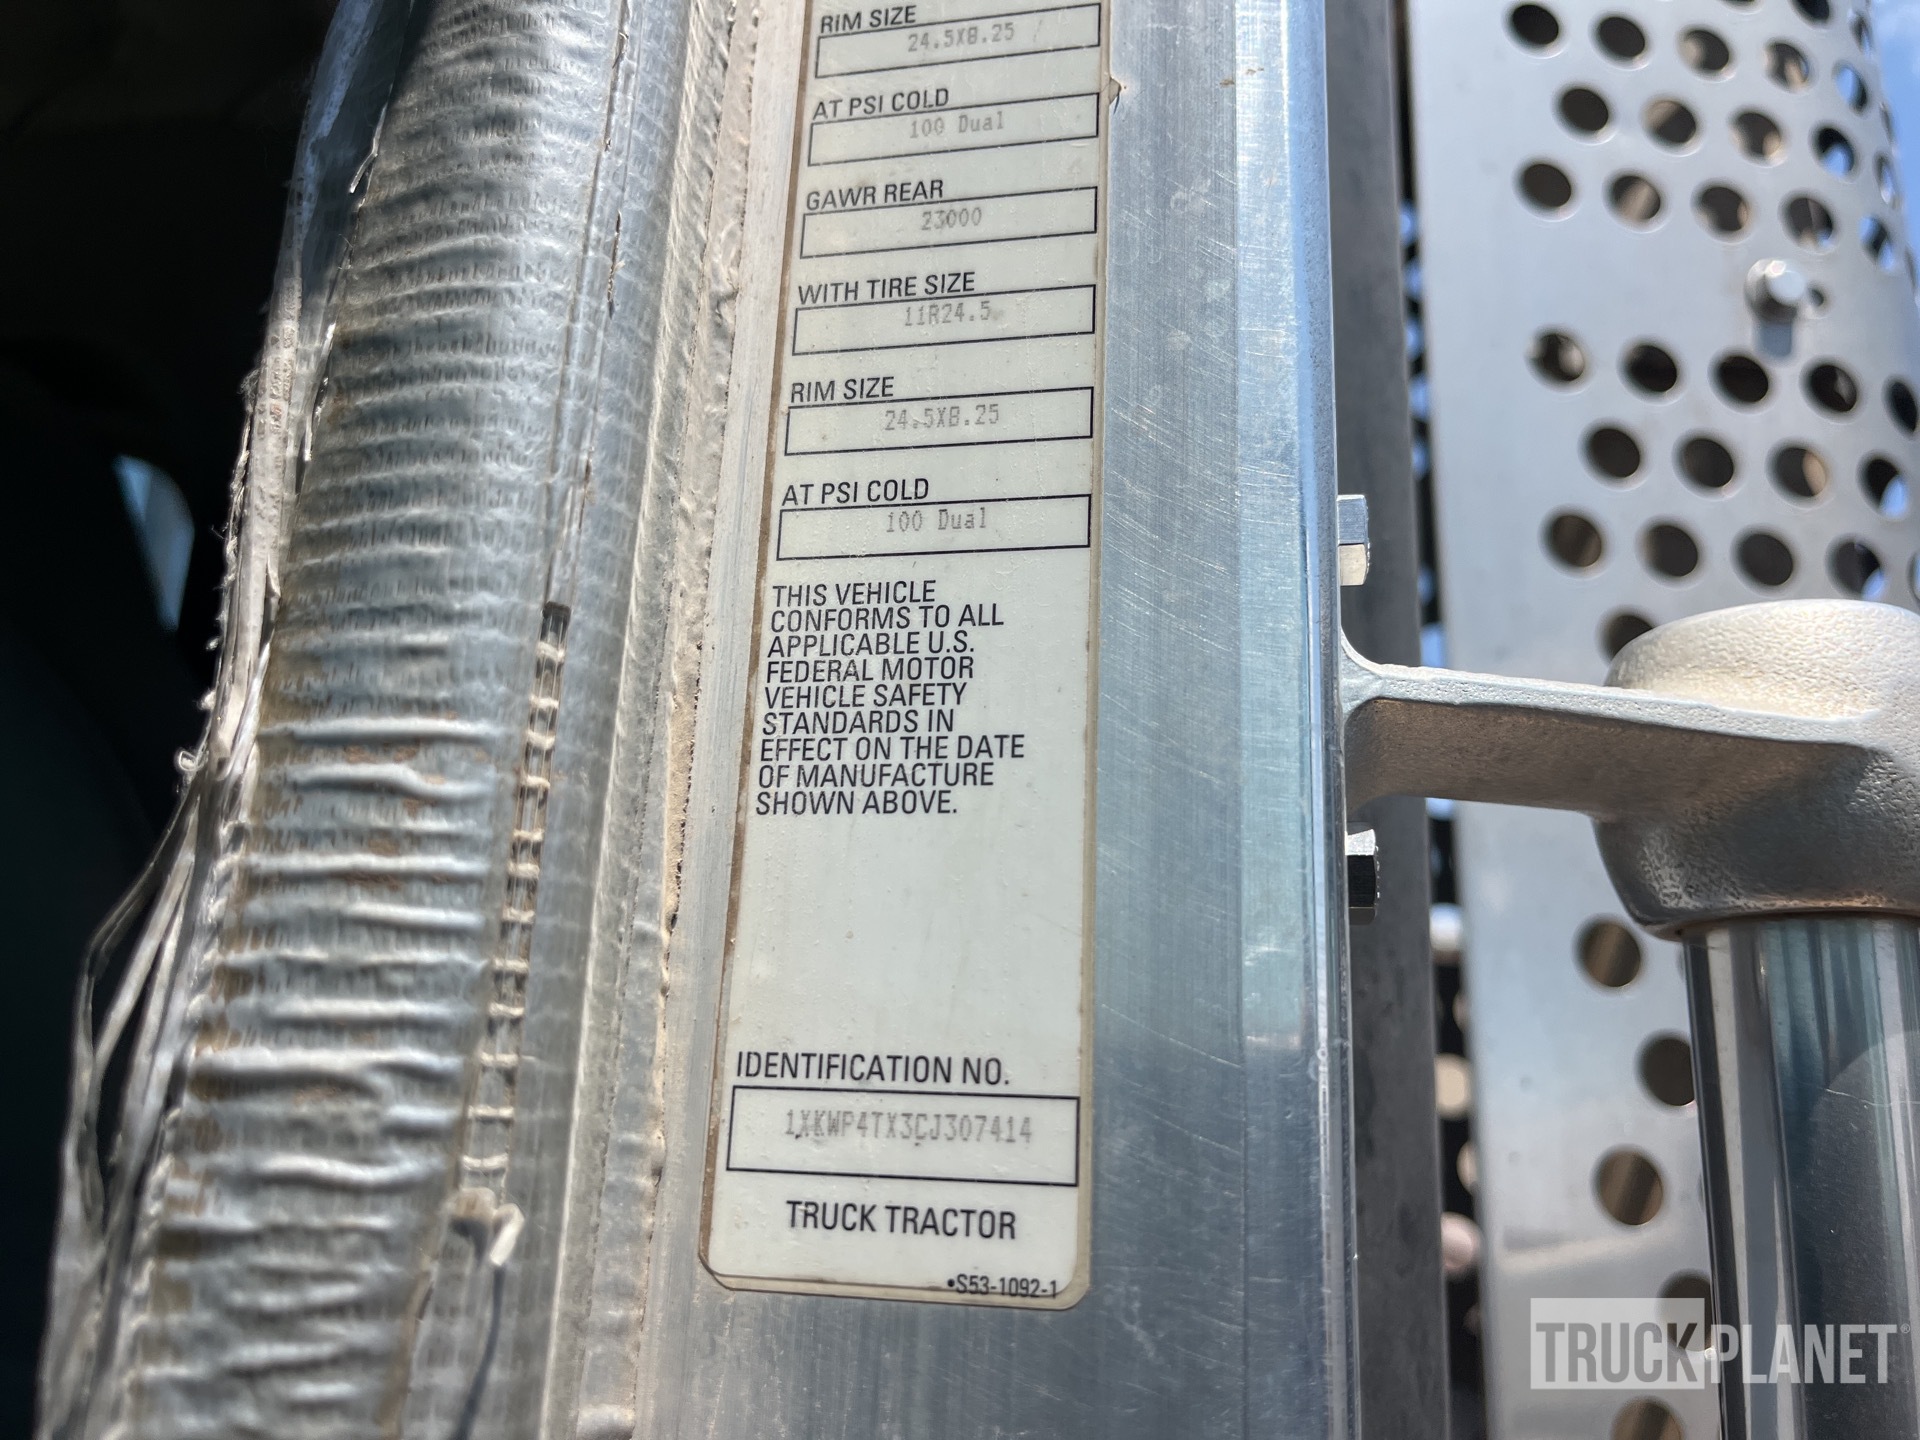 RIM SIZE
24.5X8.25
AT PSI COLD
100 Dual
GAWR REAR
23000
WITH TIRE SIZE
11R24.5
RIM SIZE
24.5X8.25
AT PSI COLD
100 Dual
THIS VEHICLE
CONFORMS TO ALL
APPLICABLE U.S.
FEDERAL MOTOR
VEHICLE SAFETY
STANDARDS IN
EFFECT ON THE DATE
OF MANUFACTURE
SHOWN ABOVE.
IDENTIFICATION NO.
1XKWP4TX3CJ307414
TRUCK TRACTOR
•S53-1092-1
TRUCKPLANET®